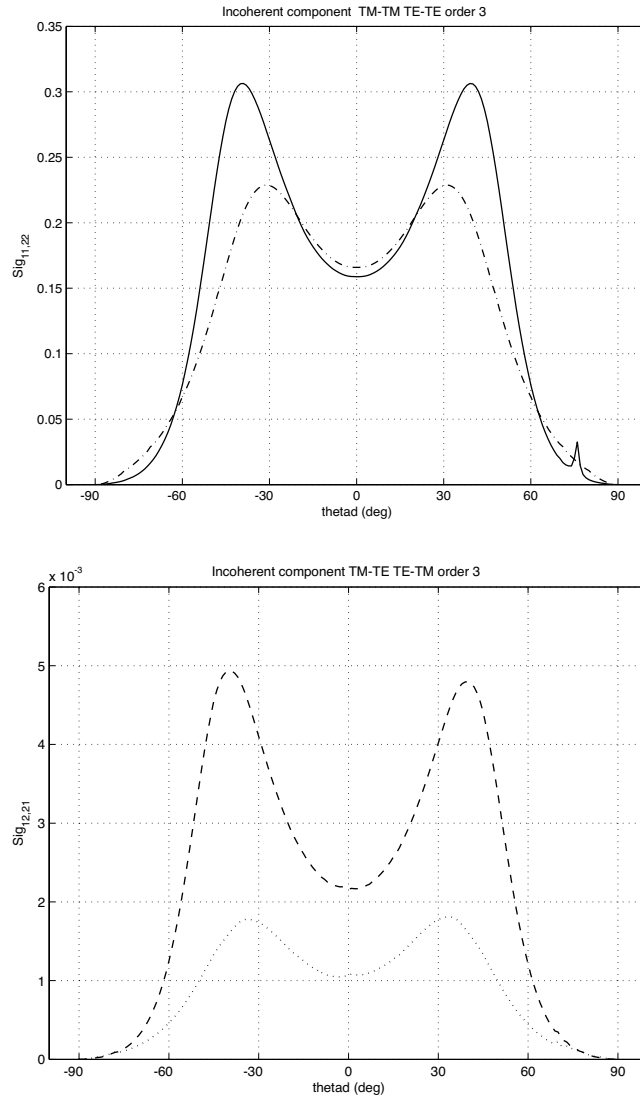 Incoherent component TM-TM TE-TE order 3
0.35
0.3
0.25
0.2
0.15
0.1
0.05
0
Sig11,22
-90 -60 -30 0 30 60 90
thetad (deg)
x 10-3
Incoherent component TM-TE TE-TM order 3
6
5
4
3
2
1
0
Sig12,21
-90 -60 -30 0 30 60 90
thetad (deg)